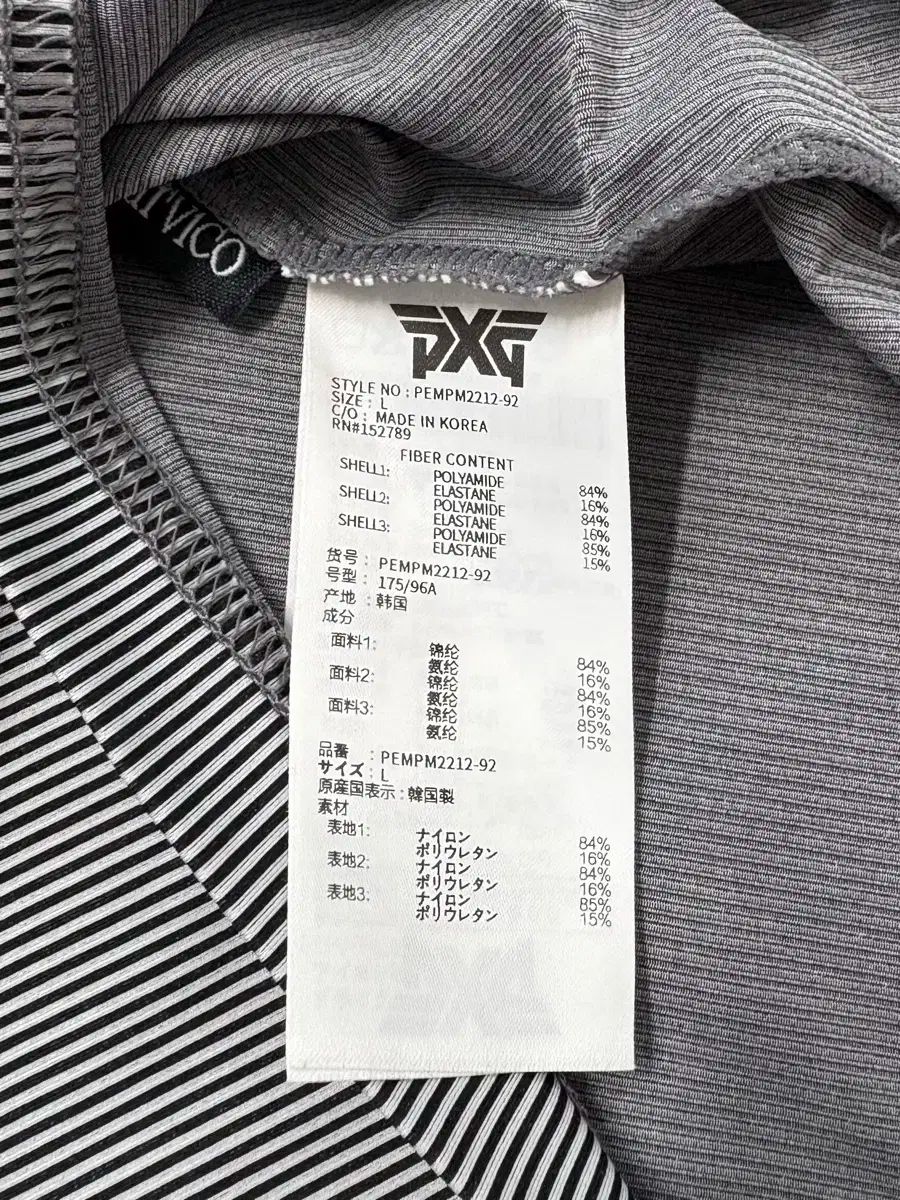 VICO
PXG
STYLE NO : PEMPM2212-92
SIZE : L
C/O : MADE IN KOREA
RN#152789
FIBER CONTENT
SHELL1: POLYAMIDE 84%
ELASTANE 16%
SHELL2: POLYAMIDE 84%
ELASTANE 16%
SHELL3: POLYAMIDE 85%
ELASTANE 15%
货号 : PEMPM2212-92
号型 : 175/96A
产地 : 韩国
成分
面料1: 锦纶 84%
氨纶 16%
面料2: 锦纶 84%
氨纶 16%
面料3: 锦纶 85%
氨纶 15%
品番 : PEMPM2212-92
サイズ : L
原産国表示 : 韓国製
素材
表地1: ナイロン 84%
ポリウレタン 16%
表地2: ナイロン 84%
ポリウレタン 16%
表地3: ナイロン 85%
ポリウレタン 15%